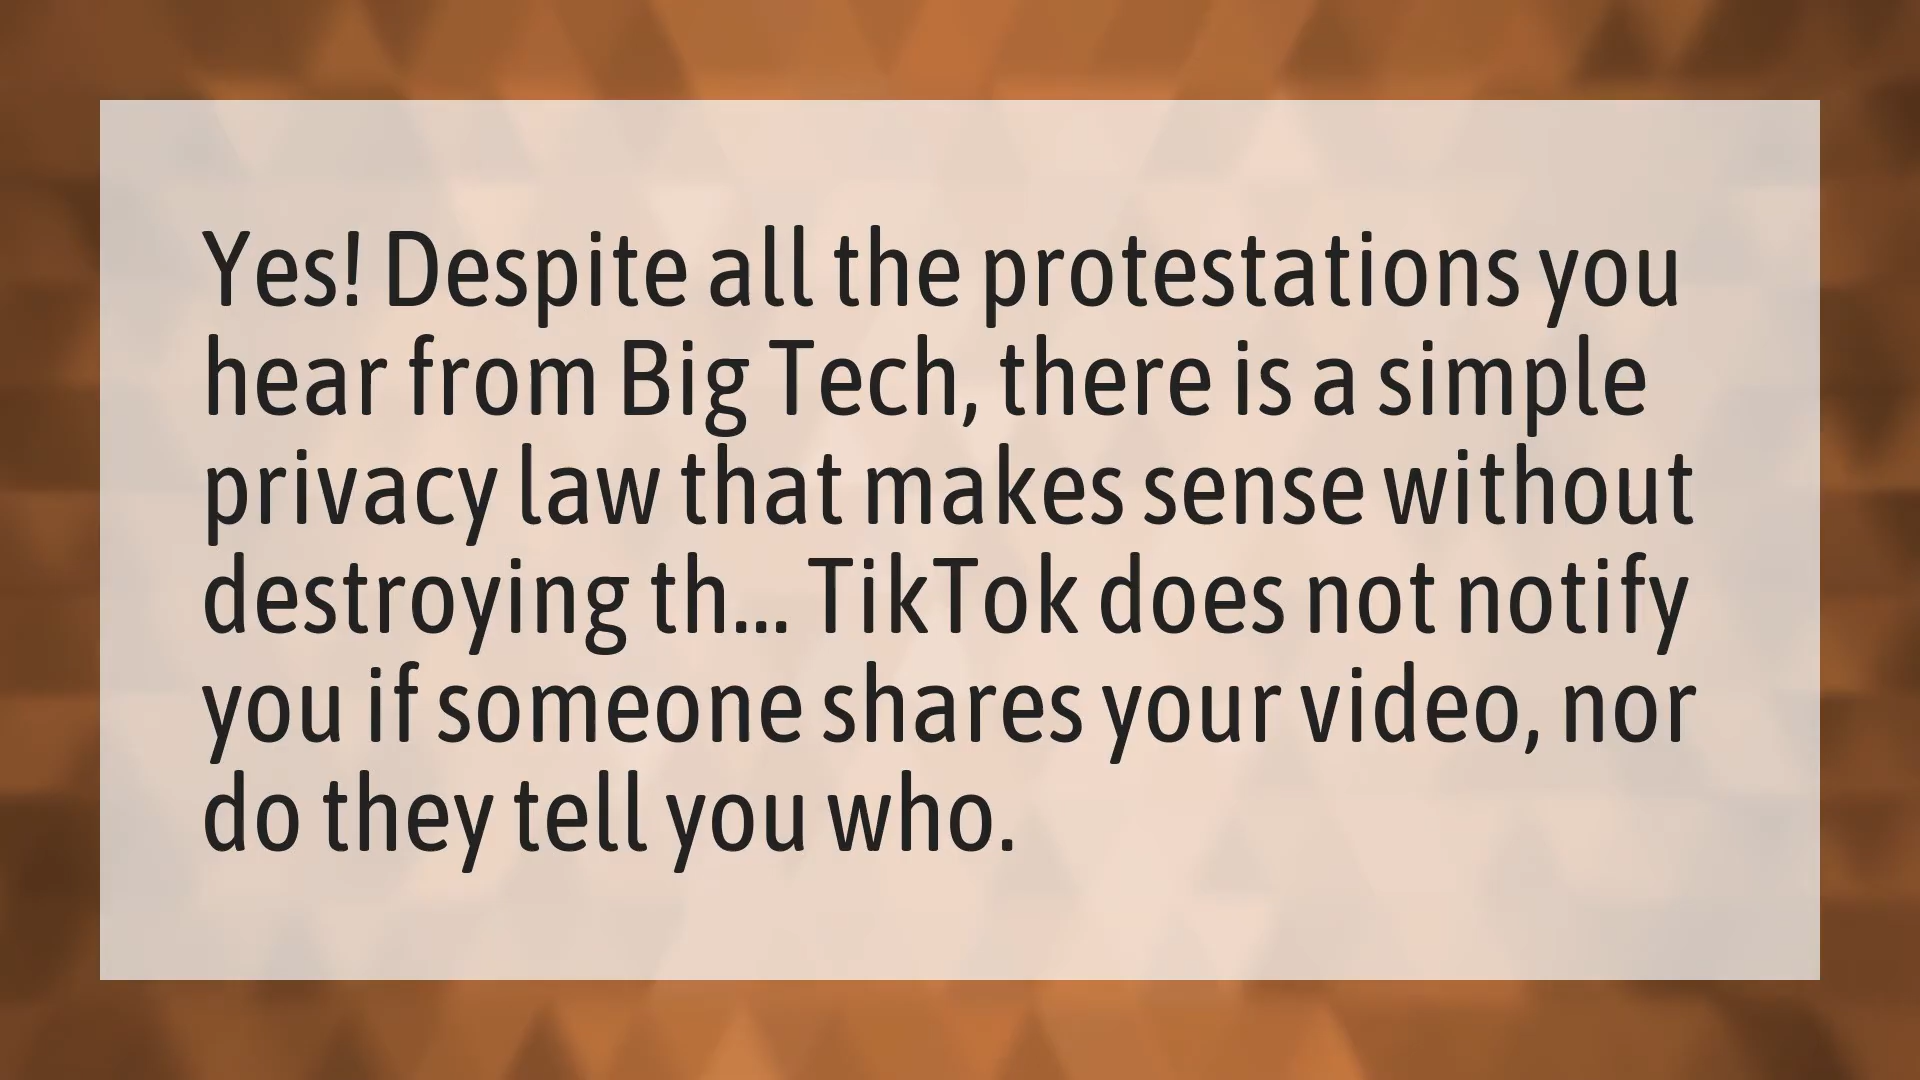 Yes! Despite all the protestations you
hear from Big Tech, there is a simple
privacy law that makes sense without
destroying th... TikTok does not notify
you if someone shares your video, nor
do they tell you who.